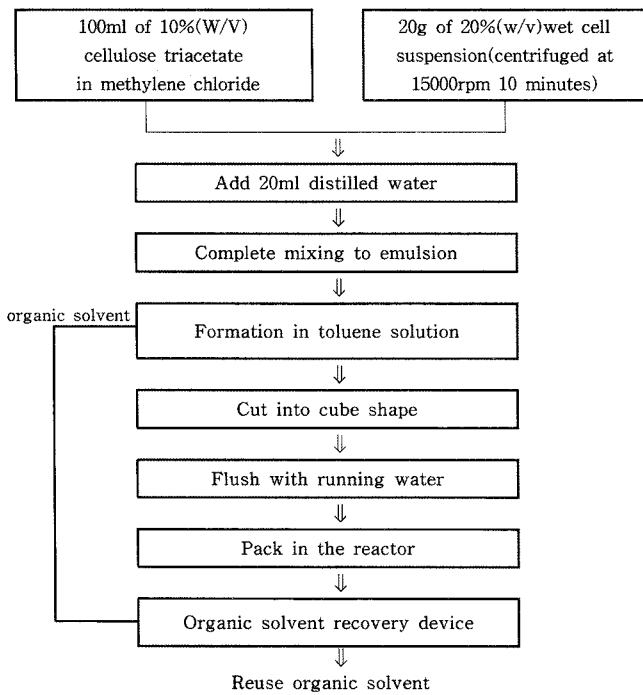 100ml of 10%(W/V)
cellulose triacetate
in methylene chloride
20g of 20%(w/v)wet cell
suspension(centrifuged at
15000rpm 10 minutes)
Add 20ml distilled water
Complete mixing to emulsion
organic solvent
Formation in toluene solution
Cut into cube shape
Flush with running water
Pack in the reactor
Organic solvent recovery device
Reuse organic solvent